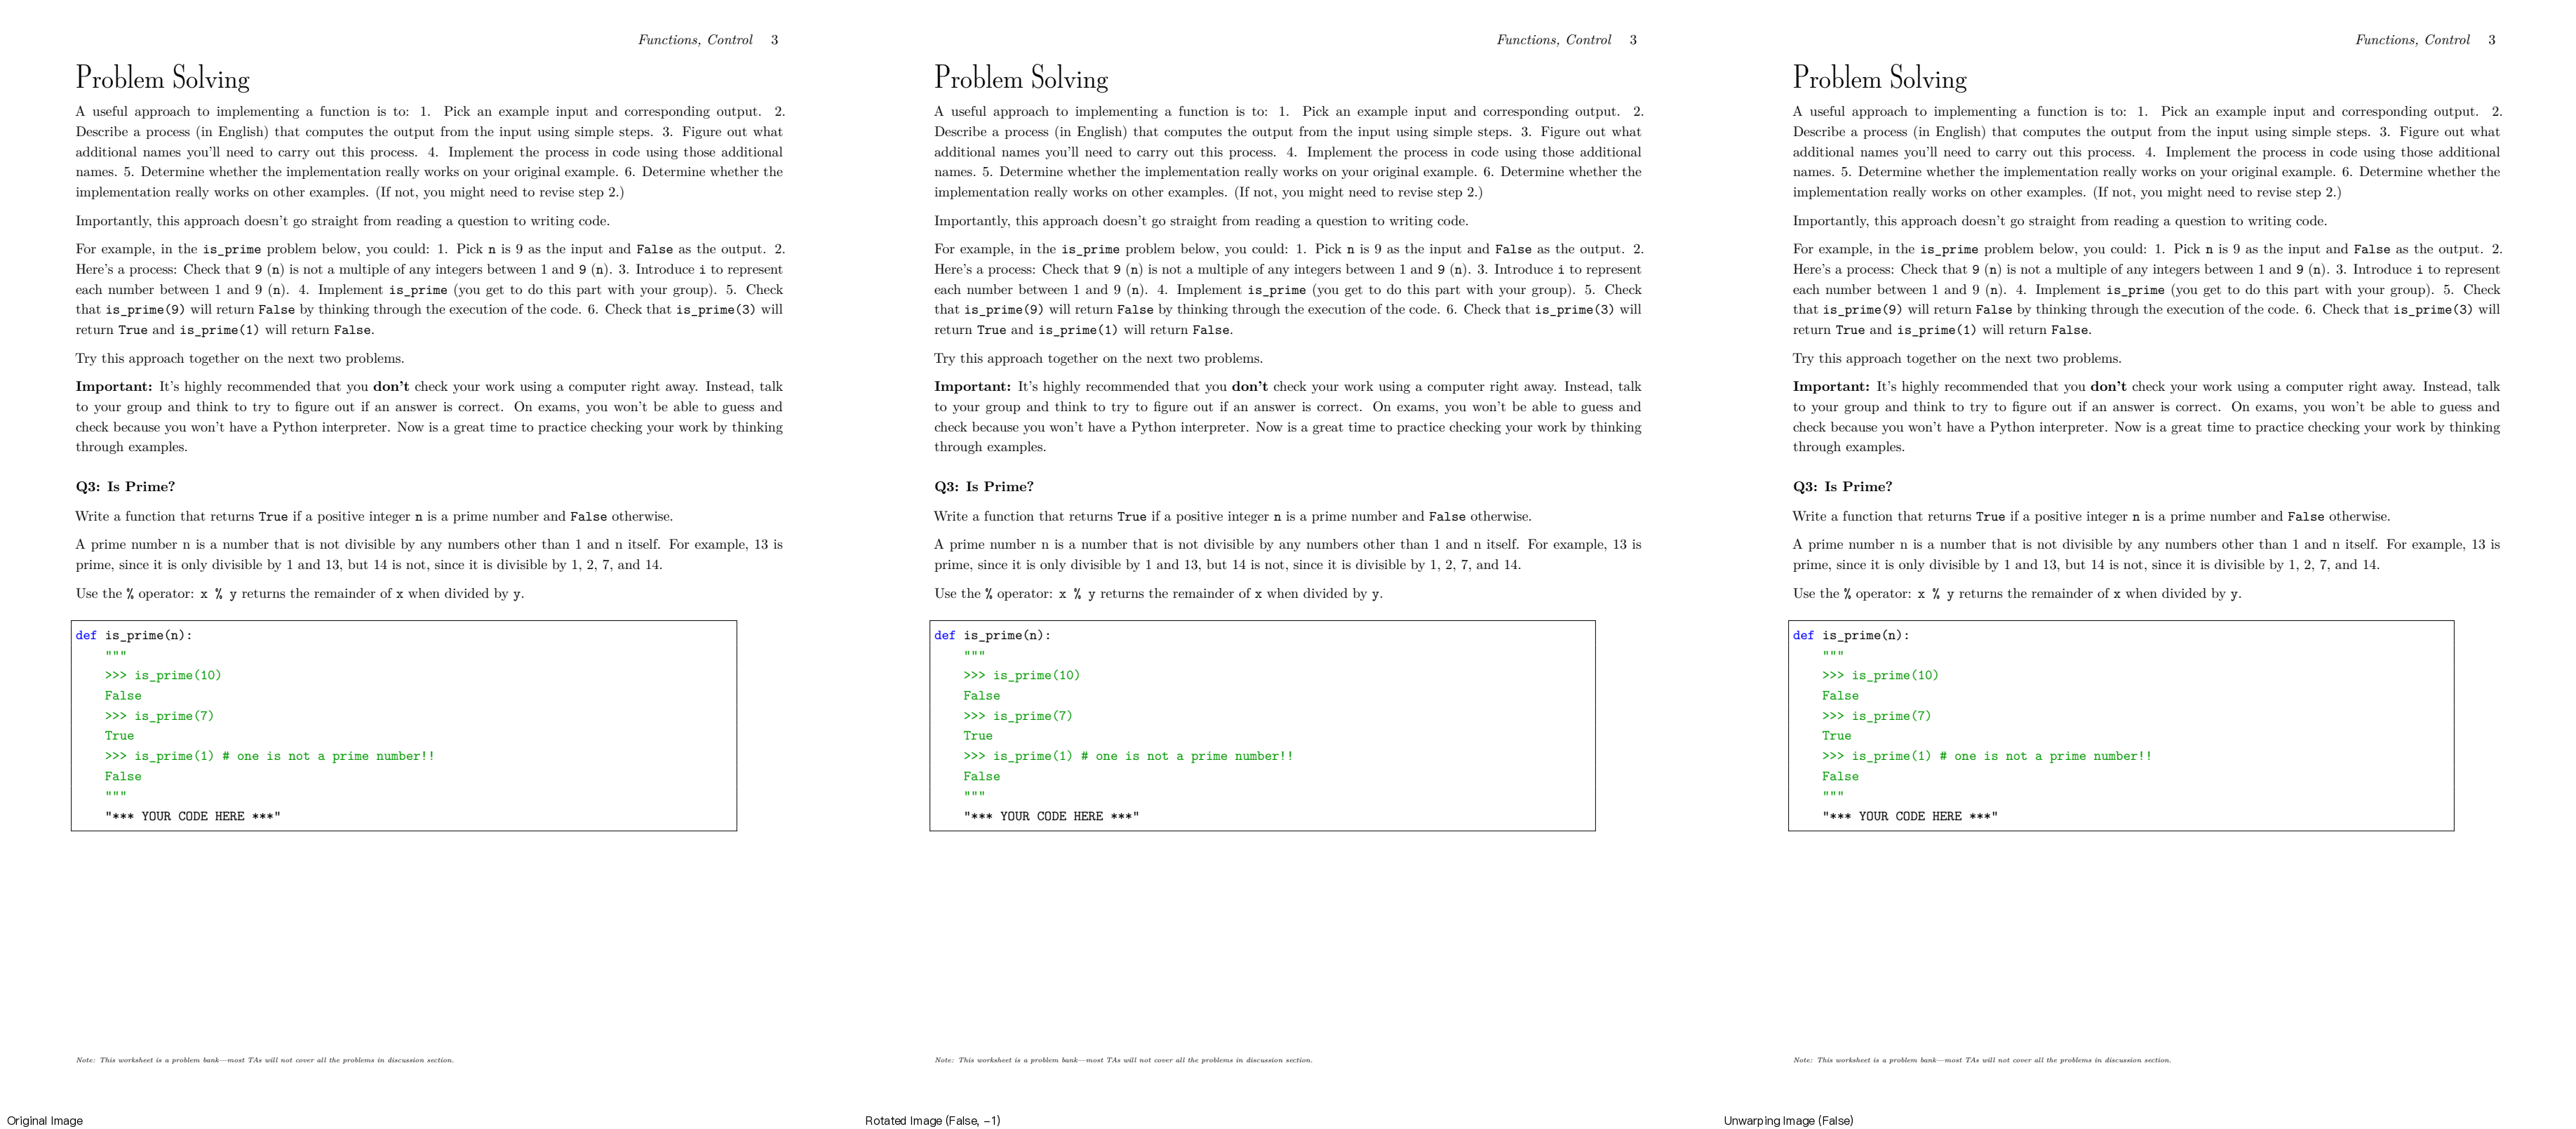 Functions, Control 3
Problem Solving
A useful approach to implementing a function is to: 1. Pick an example input and corresponding output. 2.
Describe a process (in English) that computes the output from the input using simple steps. 3. Figure out what
additional names you'll need to carry out this process. 4. Implement the process in code using those additional
names. 5. Determine whether the implementation really works on your original example. 6. Determine whether the
implementation really works on other examples. (If not, you might need to revise step 2.)
Importantly, this approach doesn't go straight from reading a question to writing code.
For example, in the is_prime problem below, you could: 1. Pick n is 9 as the input and False as the output. 2.
Here's a process: Check that 9 (n) is not a multiple of any integers between 1 and 9 (n). 3. Introduce i to represent
each number between 1 and 9 (n). 4. Implement is_prime (you get to do this part with your group). 5. Check
that is_prime(9) will return False by thinking through the execution of the code. 6. Check that is_prime(3) will
return True and is_prime(1) will return False.
Try this approach together on the next two problems.
Important: It's highly recommended that you don't check your work using a computer right away. Instead, talk
to your group and think to try to figure out if an answer is correct. On exams, you won't be able to guess and
check because you won't have a Python interpreter. Now is a great time to practice checking your work by thinking
through examples.
Q3: Is Prime?
Write a function that returns True if a positive integer n is a prime number and False otherwise.
A prime number n is a number that is not divisible by any numbers other than 1 and n itself. For example, 13 is
prime, since it is only divisible by 1 and 13, but 14 is not, since it is divisible by 1, 2, 7, and 14.
Use the % operator: x % y returns the remainder of x when divided by y.
def is_prime(n):
    """
    >>> is_prime(10)
    False
    >>> is_prime(7)
    True
    >>> is_prime(1) # one is not a prime number!!
    False
    """
    "*** YOUR CODE HERE ***"
Note: This worksheet is a problem bank—most TAs will not cover all the problems in discussion section.
Original Image
Functions, Control 3
Problem Solving
A useful approach to implementing a function is to: 1. Pick an example input and corresponding output. 2.
Describe a process (in English) that computes the output from the input using simple steps. 3. Figure out what
additional names you'll need to carry out this process. 4. Implement the process in code using those additional
names. 5. Determine whether the implementation really works on your original example. 6. Determine whether the
implementation really works on other examples. (If not, you might need to revise step 2.)
Importantly, this approach doesn't go straight from reading a question to writing code.
For example, in the is_prime problem below, you could: 1. Pick n is 9 as the input and False as the output. 2.
Here's a process: Check that 9 (n) is not a multiple of any integers between 1 and 9 (n). 3. Introduce i to represent
each number between 1 and 9 (n). 4. Implement is_prime (you get to do this part with your group). 5. Check
that is_prime(9) will return False by thinking through the execution of the code. 6. Check that is_prime(3) will
return True and is_prime(1) will return False.
Try this approach together on the next two problems.
Important: It's highly recommended that you don't check your work using a computer right away. Instead, talk
to your group and think to try to figure out if an answer is correct. On exams, you won't be able to guess and
check because you won't have a Python interpreter. Now is a great time to practice checking your work by thinking
through examples.
Q3: Is Prime?
Write a function that returns True if a positive integer n is a prime number and False otherwise.
A prime number n is a number that is not divisible by any numbers other than 1 and n itself. For example, 13 is
prime, since it is only divisible by 1 and 13, but 14 is not, since it is divisible by 1, 2, 7, and 14.
Use the % operator: x % y returns the remainder of x when divided by y.
def is_prime(n):
    """
    >>> is_prime(10)
    False
    >>> is_prime(7)
    True
    >>> is_prime(1) # one is not a prime number!!
    False
    """
    "*** YOUR CODE HERE ***"
Note: This worksheet is a problem bank—most TAs will not cover all the problems in discussion section.
Rotated Image (False, -1)
Functions, Control 3
Problem Solving
A useful approach to implementing a function is to: 1. Pick an example input and corresponding output. 2.
Describe a process (in English) that computes the output from the input using simple steps. 3. Figure out what
additional names you'll need to carry out this process. 4. Implement the process in code using those additional
names. 5. Determine whether the implementation really works on your original example. 6. Determine whether the
implementation really works on other examples. (If not, you might need to revise step 2.)
Importantly, this approach doesn't go straight from reading a question to writing code.
For example, in the is_prime problem below, you could: 1. Pick n is 9 as the input and False as the output. 2.
Here's a process: Check that 9 (n) is not a multiple of any integers between 1 and 9 (n). 3. Introduce i to represent
each number between 1 and 9 (n). 4. Implement is_prime (you get to do this part with your group). 5. Check
that is_prime(9) will return False by thinking through the execution of the code. 6. Check that is_prime(3) will
return True and is_prime(1) will return False.
Try this approach together on the next two problems.
Important: It's highly recommended that you don't check your work using a computer right away. Instead, talk
to your group and think to try to figure out if an answer is correct. On exams, you won't be able to guess and
check because you won't have a Python interpreter. Now is a great time to practice checking your work by thinking
through examples.
Q3: Is Prime?
Write a function that returns True if a positive integer n is a prime number and False otherwise.
A prime number n is a number that is not divisible by any numbers other than 1 and n itself. For example, 13 is
prime, since it is only divisible by 1 and 13, but 14 is not, since it is divisible by 1, 2, 7, and 14.
Use the % operator: x % y returns the remainder of x when divided by y.
def is_prime(n):
    """
    >>> is_prime(10)
    False
    >>> is_prime(7)
    True
    >>> is_prime(1) # one is not a prime number!!
    False
    """
    "*** YOUR CODE HERE ***"
Note: This worksheet is a problem bank—most TAs will not cover all the problems in discussion section.
Unwarping Image (False)